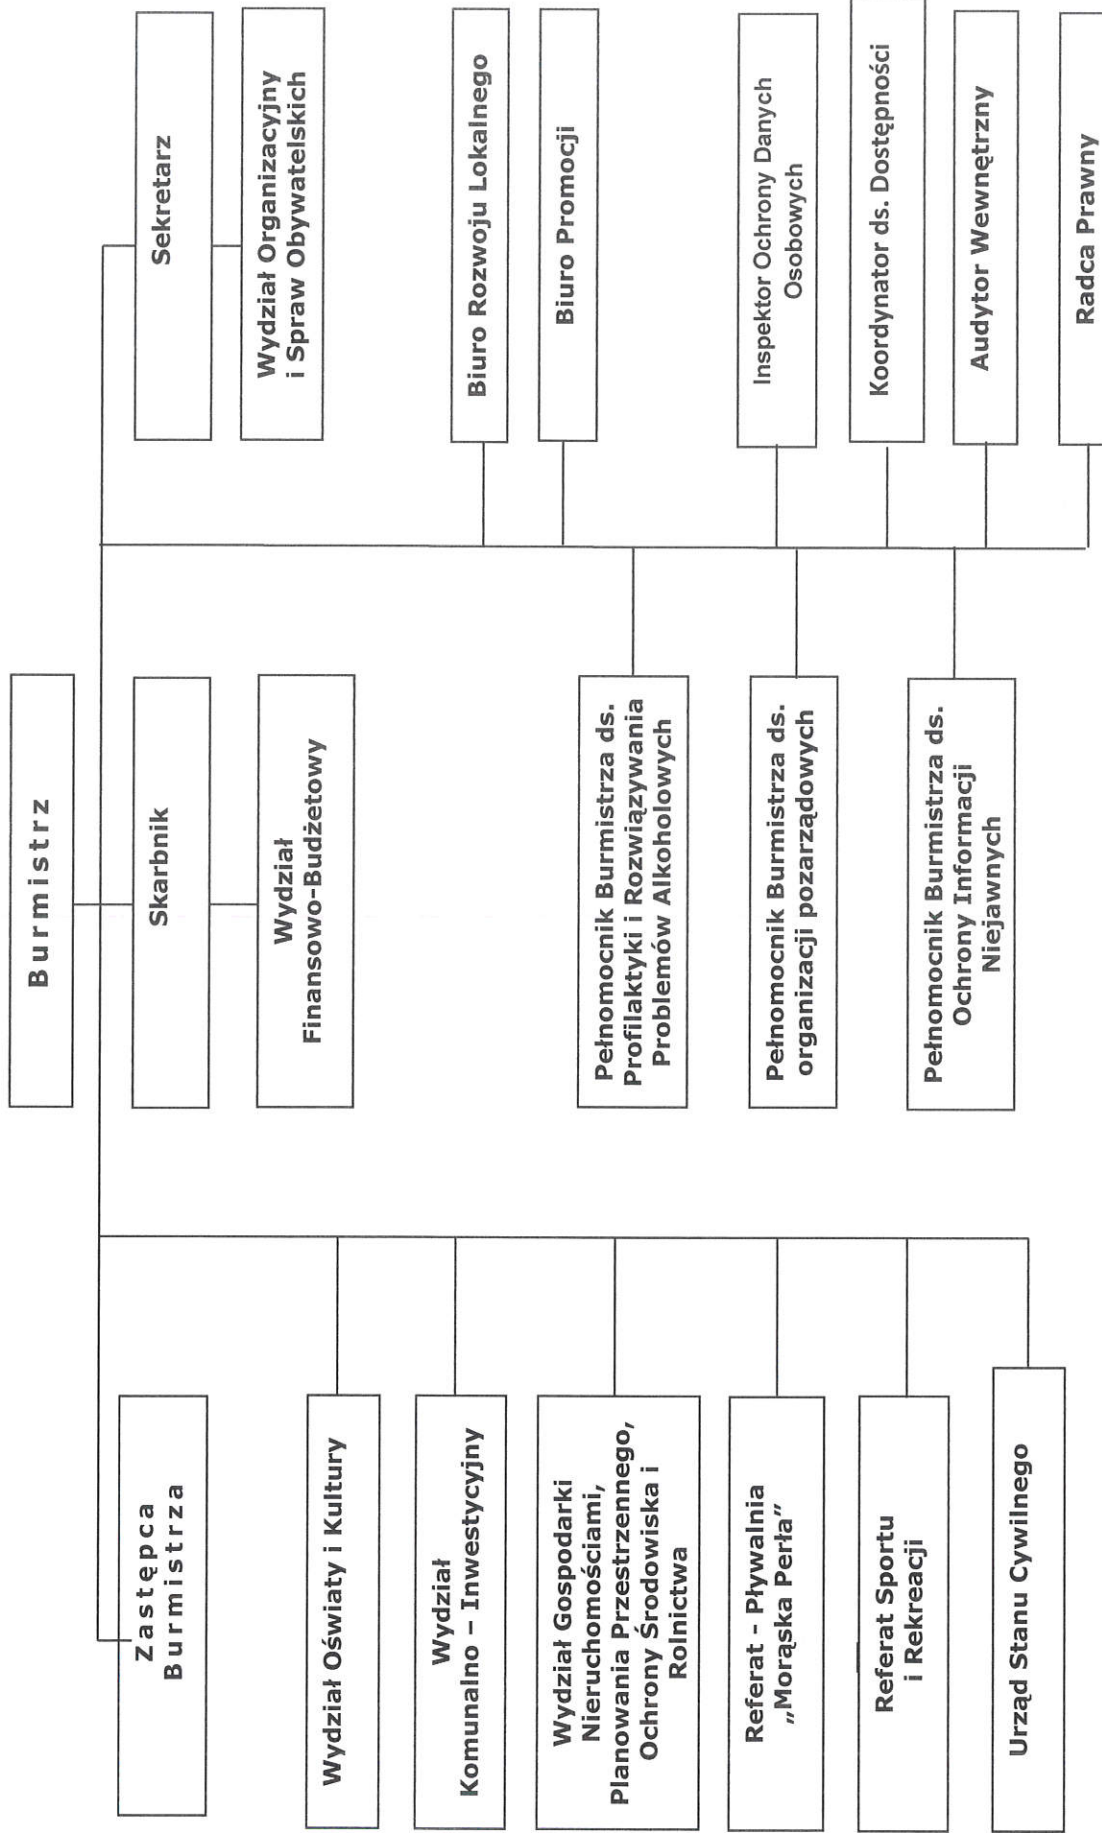 Burmistrz
Zastępca
Burmistrza
Skarbnik
Sekretarz
Wydział
Finansowo-Budżetowy
Wydział Organizacyjny
i Spraw Obywatelskich
Wydział Oświaty i Kultury
Wydział
Komunalno – Inwestycyjny
Wydział Gospodarki
Nieruchomościami,
Planowania Przestrzennego,
Ochrony Środowiska i
Rolnictwa
Referat - Pływalnia
„Morąska Perła”
Referat Sportu
i Rekreacji
Urząd Stanu Cywilnego
Pełnomocnik Burmistrza ds.
Profilaktyki i Rozwiązywania
Problemów Alkoholowych
Pełnomocnik Burmistrza ds.
organizacji pozarządowych
Pełnomocnik Burmistrza ds.
Ochrony Informacji
Niejawnych
Biuro Rozwoju Lokalnego
Biuro Promocji
Inspektor Ochrony Danych
Osobowych
Koordynator ds. Dostępności
Audytor Wewnętrzny
Radca Prawny